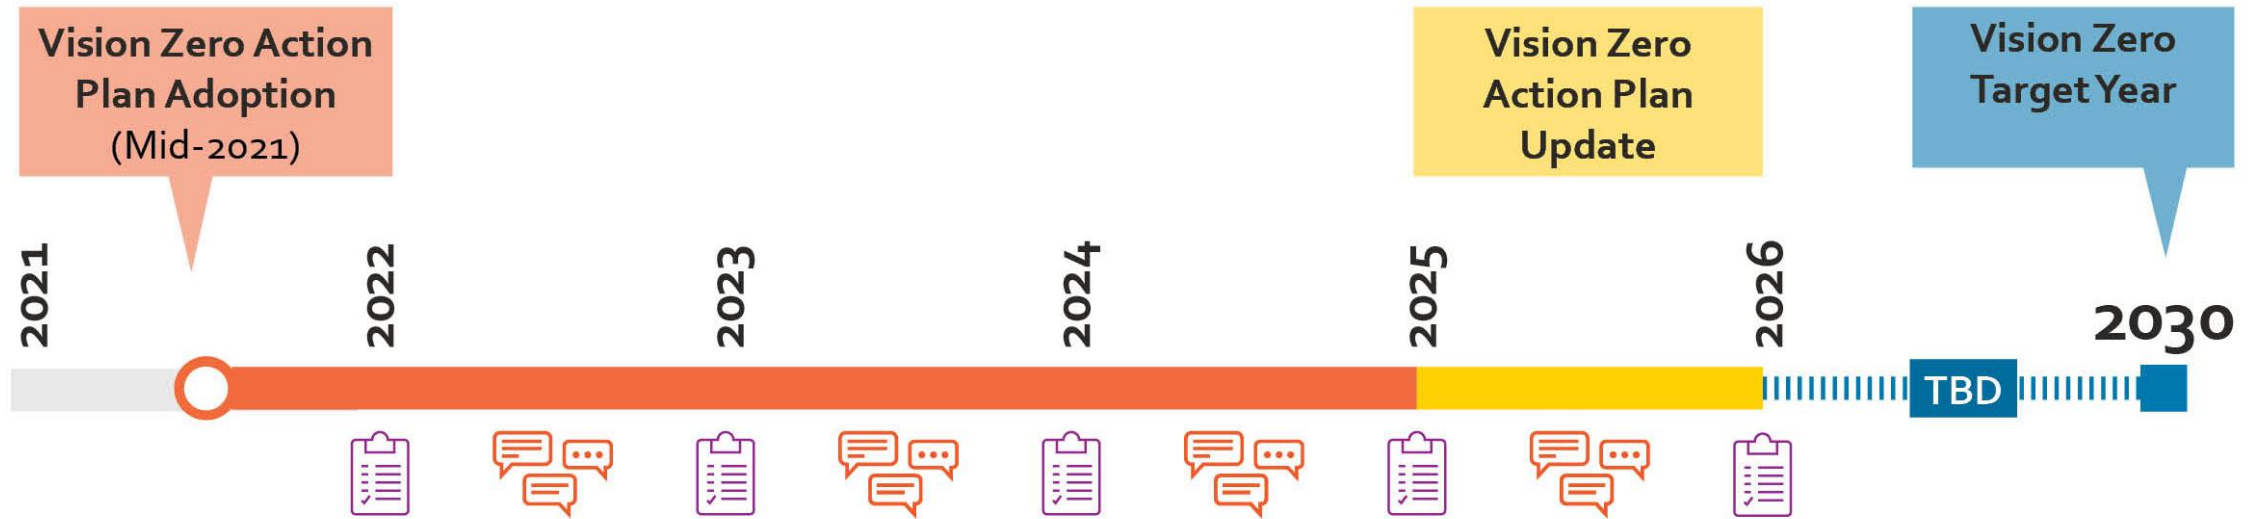 Vision Zero Action
Plan Adoption
(Mid-2021)
Vision Zero
Action Plan
Update
Vision Zero
Target Year
2021
2022
2023
2024
2025
2026
2030
TBD